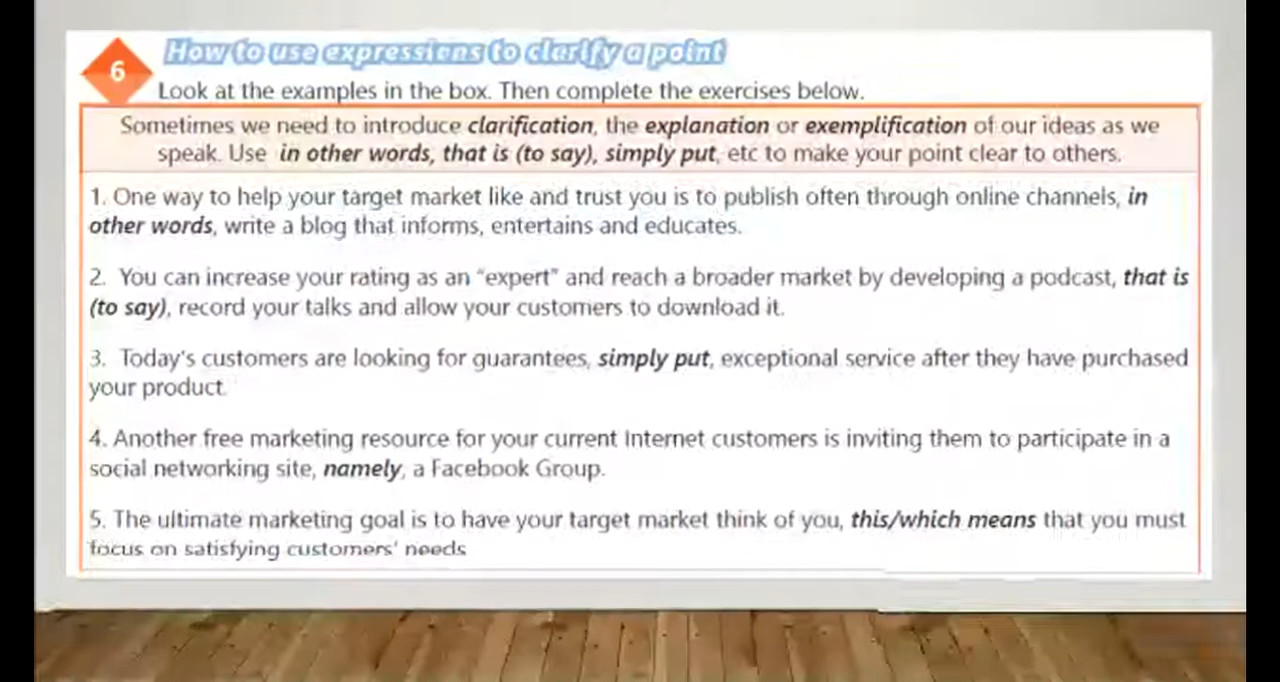 6
How to use expressions to clarify a point
Look at the examples in the box. Then complete the exercises below.
Sometimes we need to introduce clarification, the explanation or exemplification of our ideas as we
speak. Use in other words, that is (to say), simply put, etc to make your point clear to others.
1. One way to help your target market like and trust you is to publish often through online channels, in
other words, write a blog that informs, entertains and educates.
2. You can increase your rating as an "expert" and reach a broader market by developing a podcast, that is
(to say), record your talks and allow your customers to download it.
3. Today's customers are looking for guarantees, simply put, exceptional service after they have purchased
your product.
4. Another free marketing resource for your current Internet customers is inviting them to participate in a
social networking site, namely, a Facebook Group.
5. The ultimate marketing goal is to have your target market think of you, this/which means that you must
focus on satisfying customers' needs